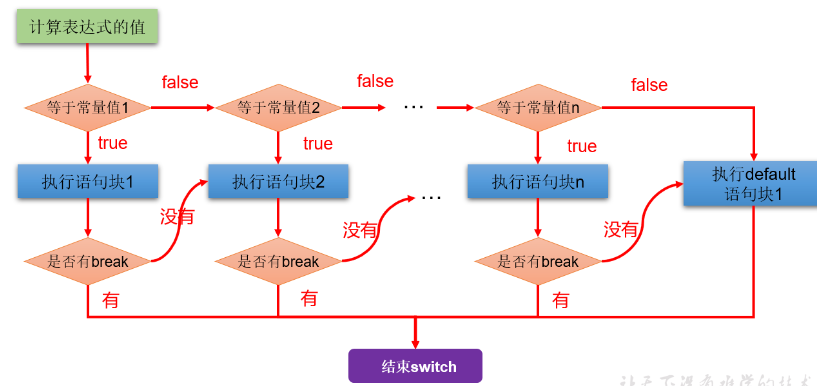 计算表达式的值
false
false
false
等于常量值1
等于常量值2
...
等于常量值n
true
true
true
执行语句块1
执行语句块2
...
执行语句块n
执行default
语句块1
没有
没有
没有
是否有break
是否有break
是否有break
有
有
有
结束switch